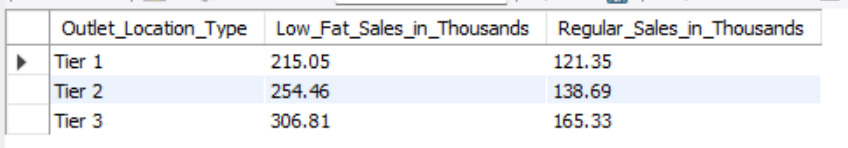 Outlet_Location_Type Low_Fat_Sales_in_Thousands Regular_Sales_in_Thousands
Tier 1 215.05 121.35
Tier 2 254.46 138.69
Tier 3 306.81 165.33